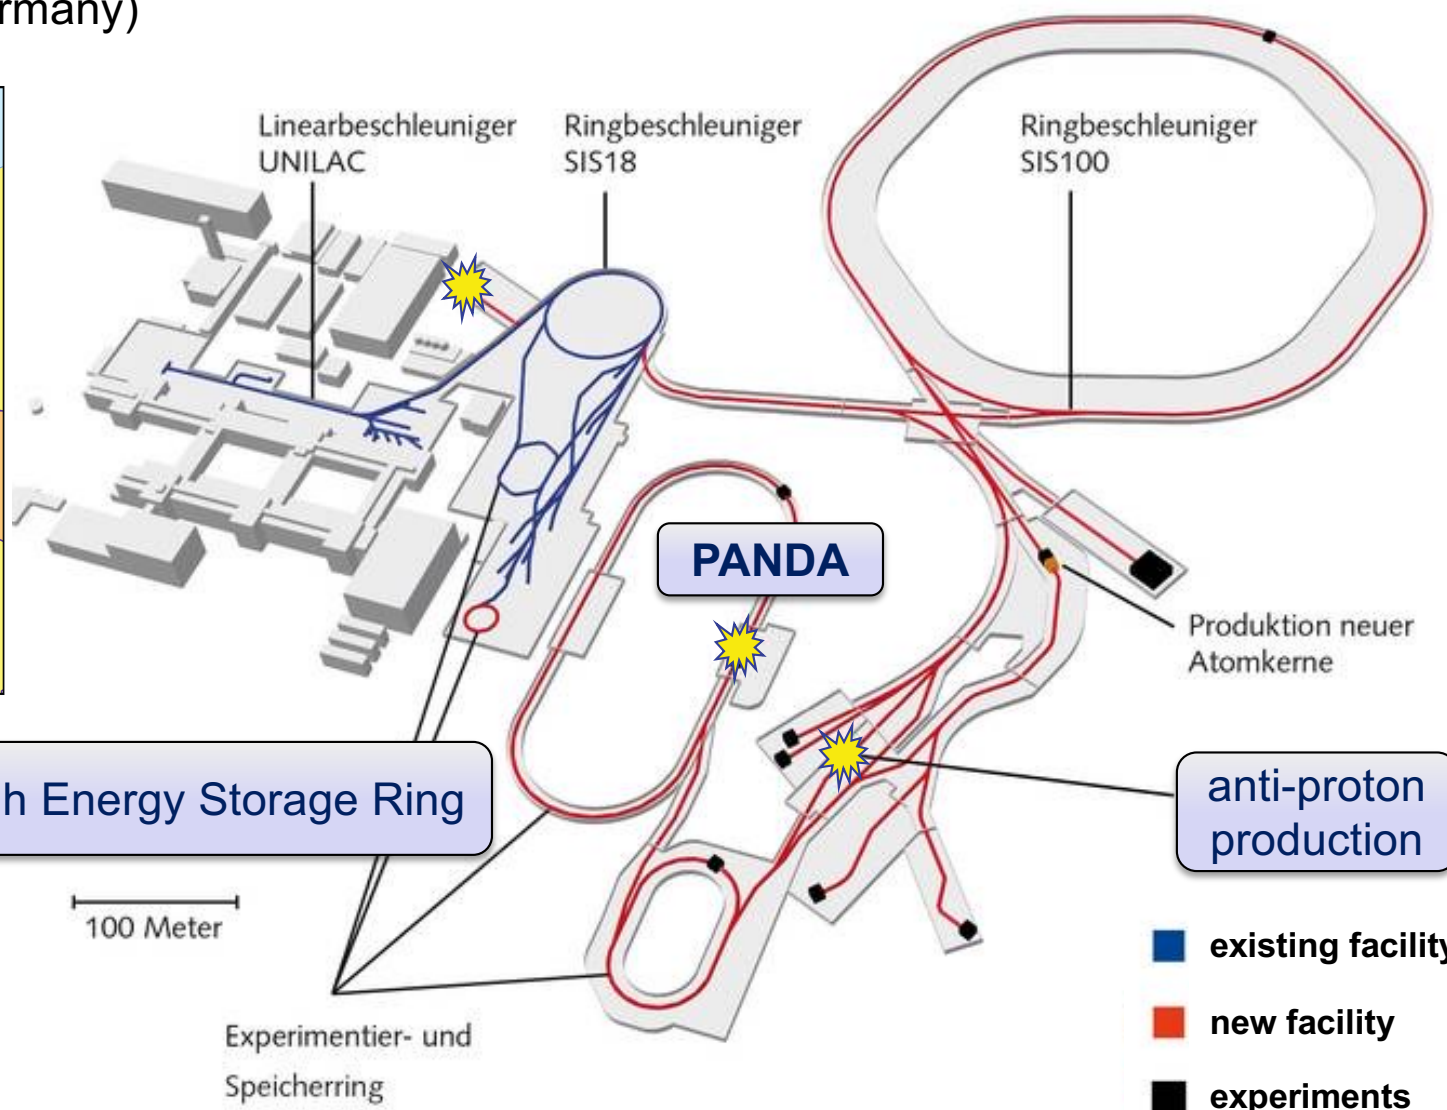 ermany)
Linearbeschleuniger
UNILAC
Ringbeschleuniger
SIS18
Ringbeschleuniger
SIS100
PANDA
Produktion neuer
Atomkerne
h Energy Storage Ring
anti-proton
production
100 Meter
existing facility
new facility
experiments
Experimentier- und
Speicherring